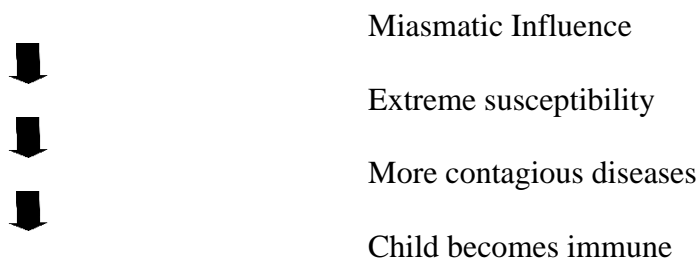 Miasmatic Influence
Extreme susceptibility
More contagious diseases
Child becomes immune